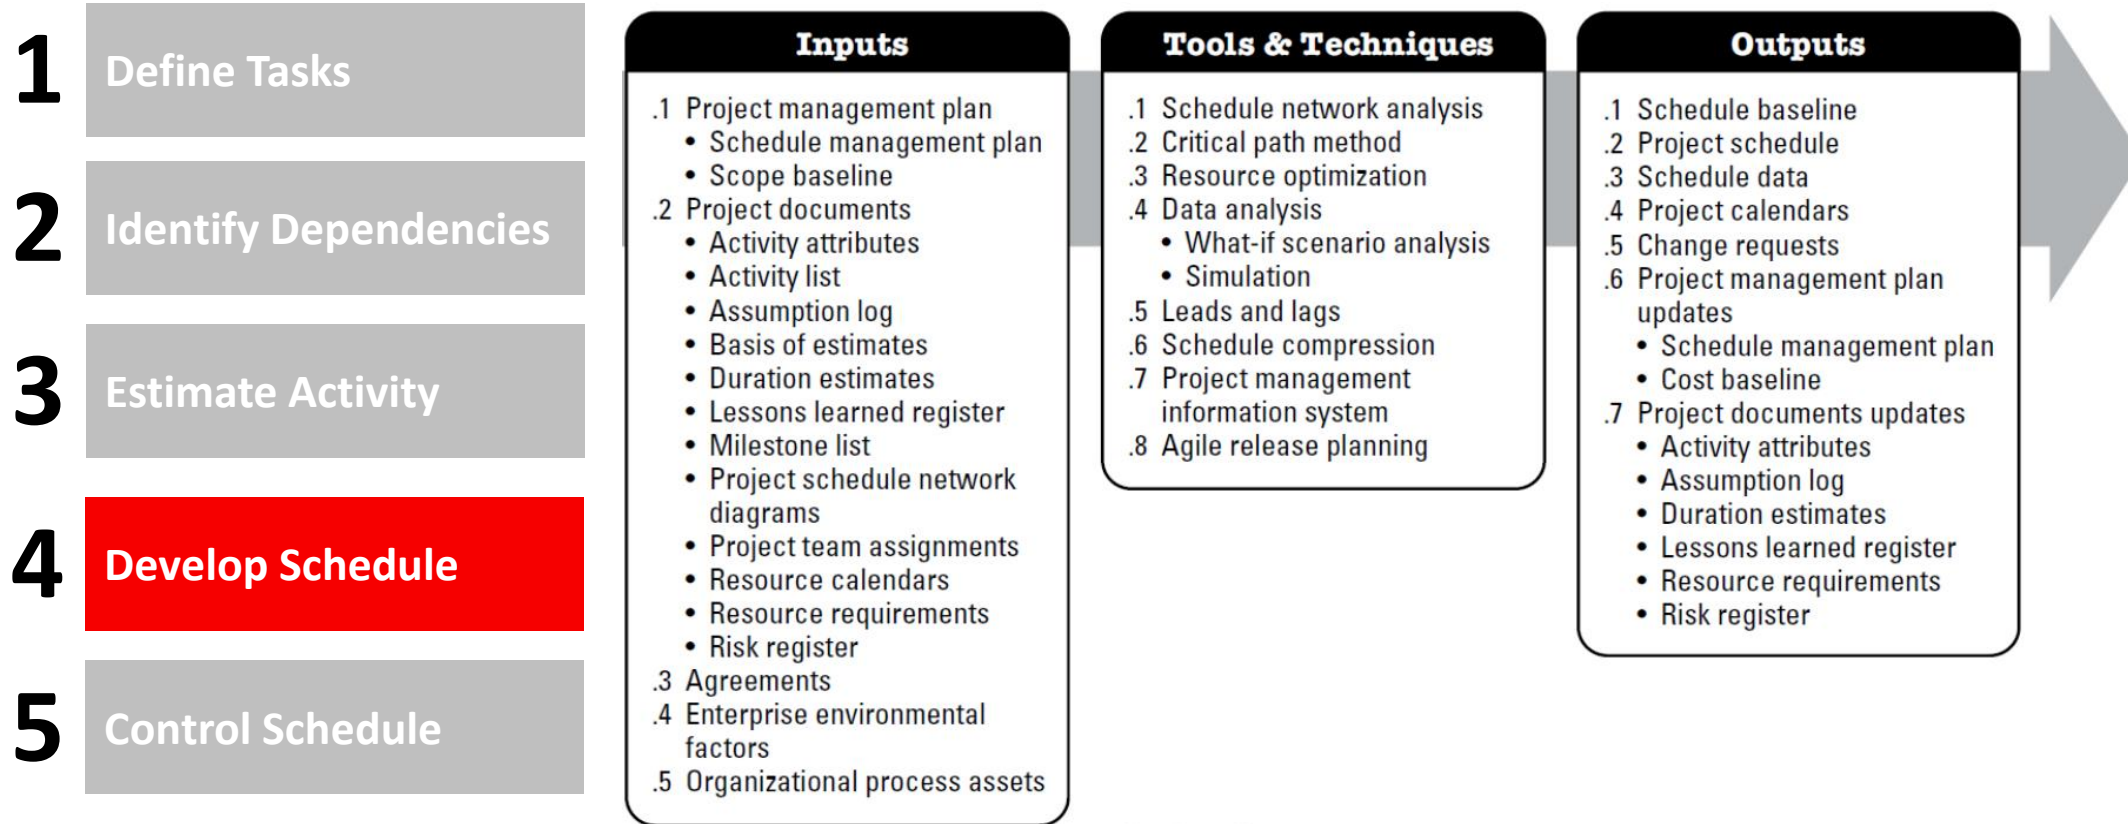 1 Define Tasks
2 Identify Dependencies
3 Estimate Activity
4 Develop Schedule
5 Control Schedule
Inputs
.1 Project management plan
• Schedule management plan
• Scope baseline
.2 Project documents
• Activity attributes
• Activity list
• Assumption log
• Basis of estimates
• Duration estimates
• Lessons learned register
• Milestone list
• Project schedule network
diagrams
• Project team assignments
• Resource calendars
• Resource requirements
• Risk register
.3 Agreements
.4 Enterprise environmental
factors
.5 Organizational process assets
Tools & Techniques
.1 Schedule network analysis
.2 Critical path method
.3 Resource optimization
.4 Data analysis
• What-if scenario analysis
• Simulation
.5 Leads and lags
.6 Schedule compression
.7 Project management
information system
.8 Agile release planning
Outputs
.1 Schedule baseline
.2 Project schedule
.3 Schedule data
.4 Project calendars
.5 Change requests
.6 Project management plan
updates
• Schedule management plan
• Cost baseline
.7 Project documents updates
• Activity attributes
• Assumption log
• Duration estimates
• Lessons learned register
• Resource requirements
• Risk register